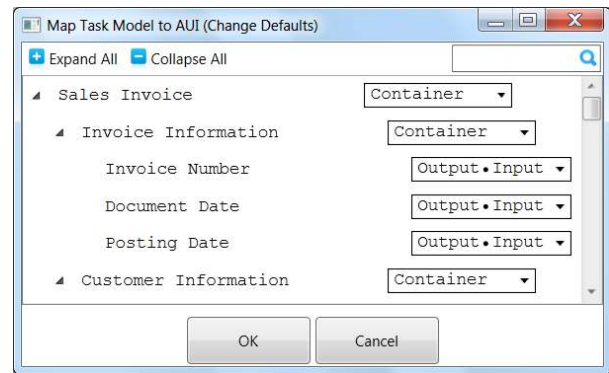 Map Task Model to AUI (Change Defaults)
Expand All Collapse All
Sales Invoice Container
Invoice Information Container
Invoice Number Output•Input
Document Date Output•Input
Posting Date Output•Input
Customer Information Container
OK Cancel